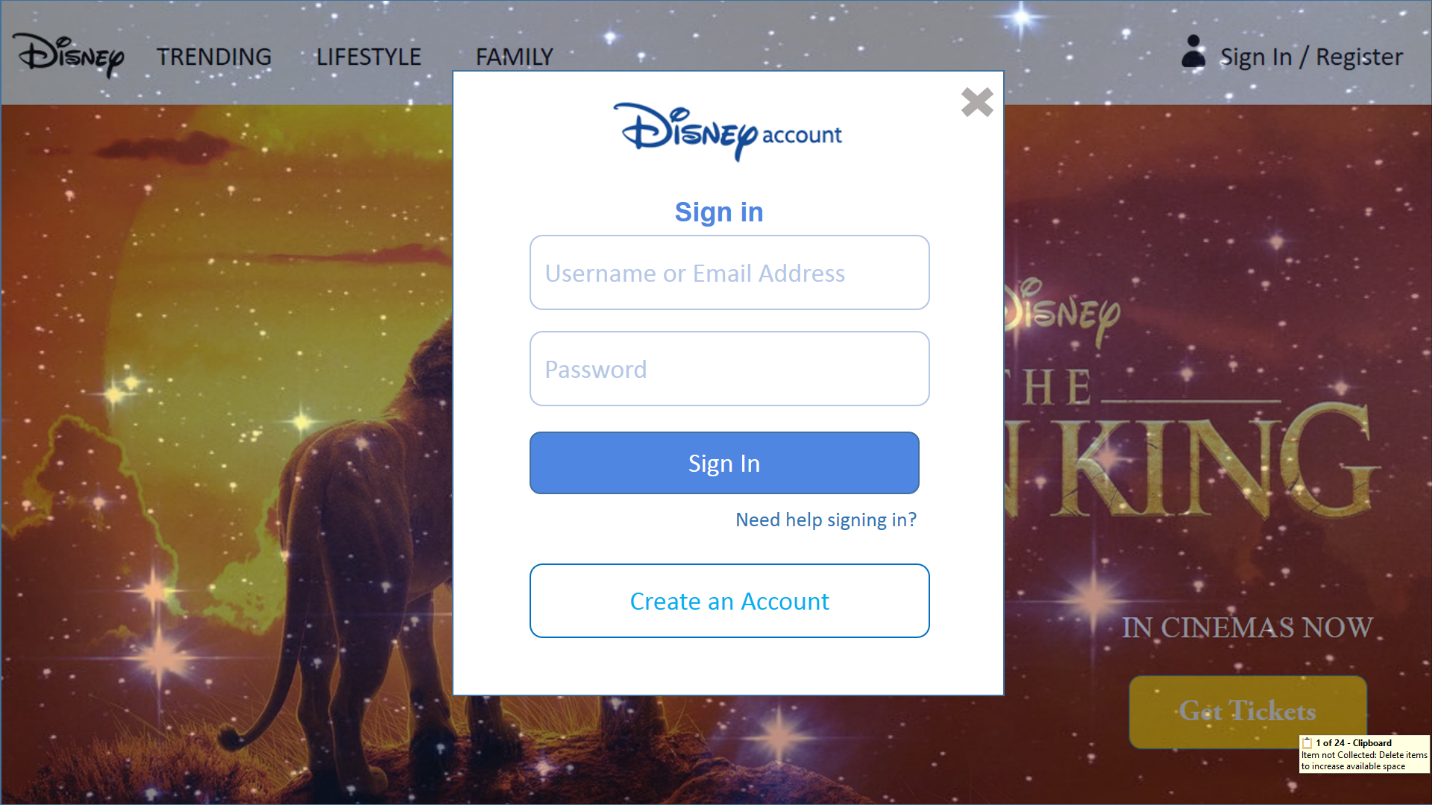 Disney TRENDING LIFESTYLE FAMILY Sign In / Register
Disney account
Sign in
Username or Email Address
Password
Sign In
Need help signing in?
Create an Account
Disney
THE
KING
IN CINEMAS NOW
Get Tickets
1 of 24 - Clipboard
Item not Collected: Delete items
to increase available space